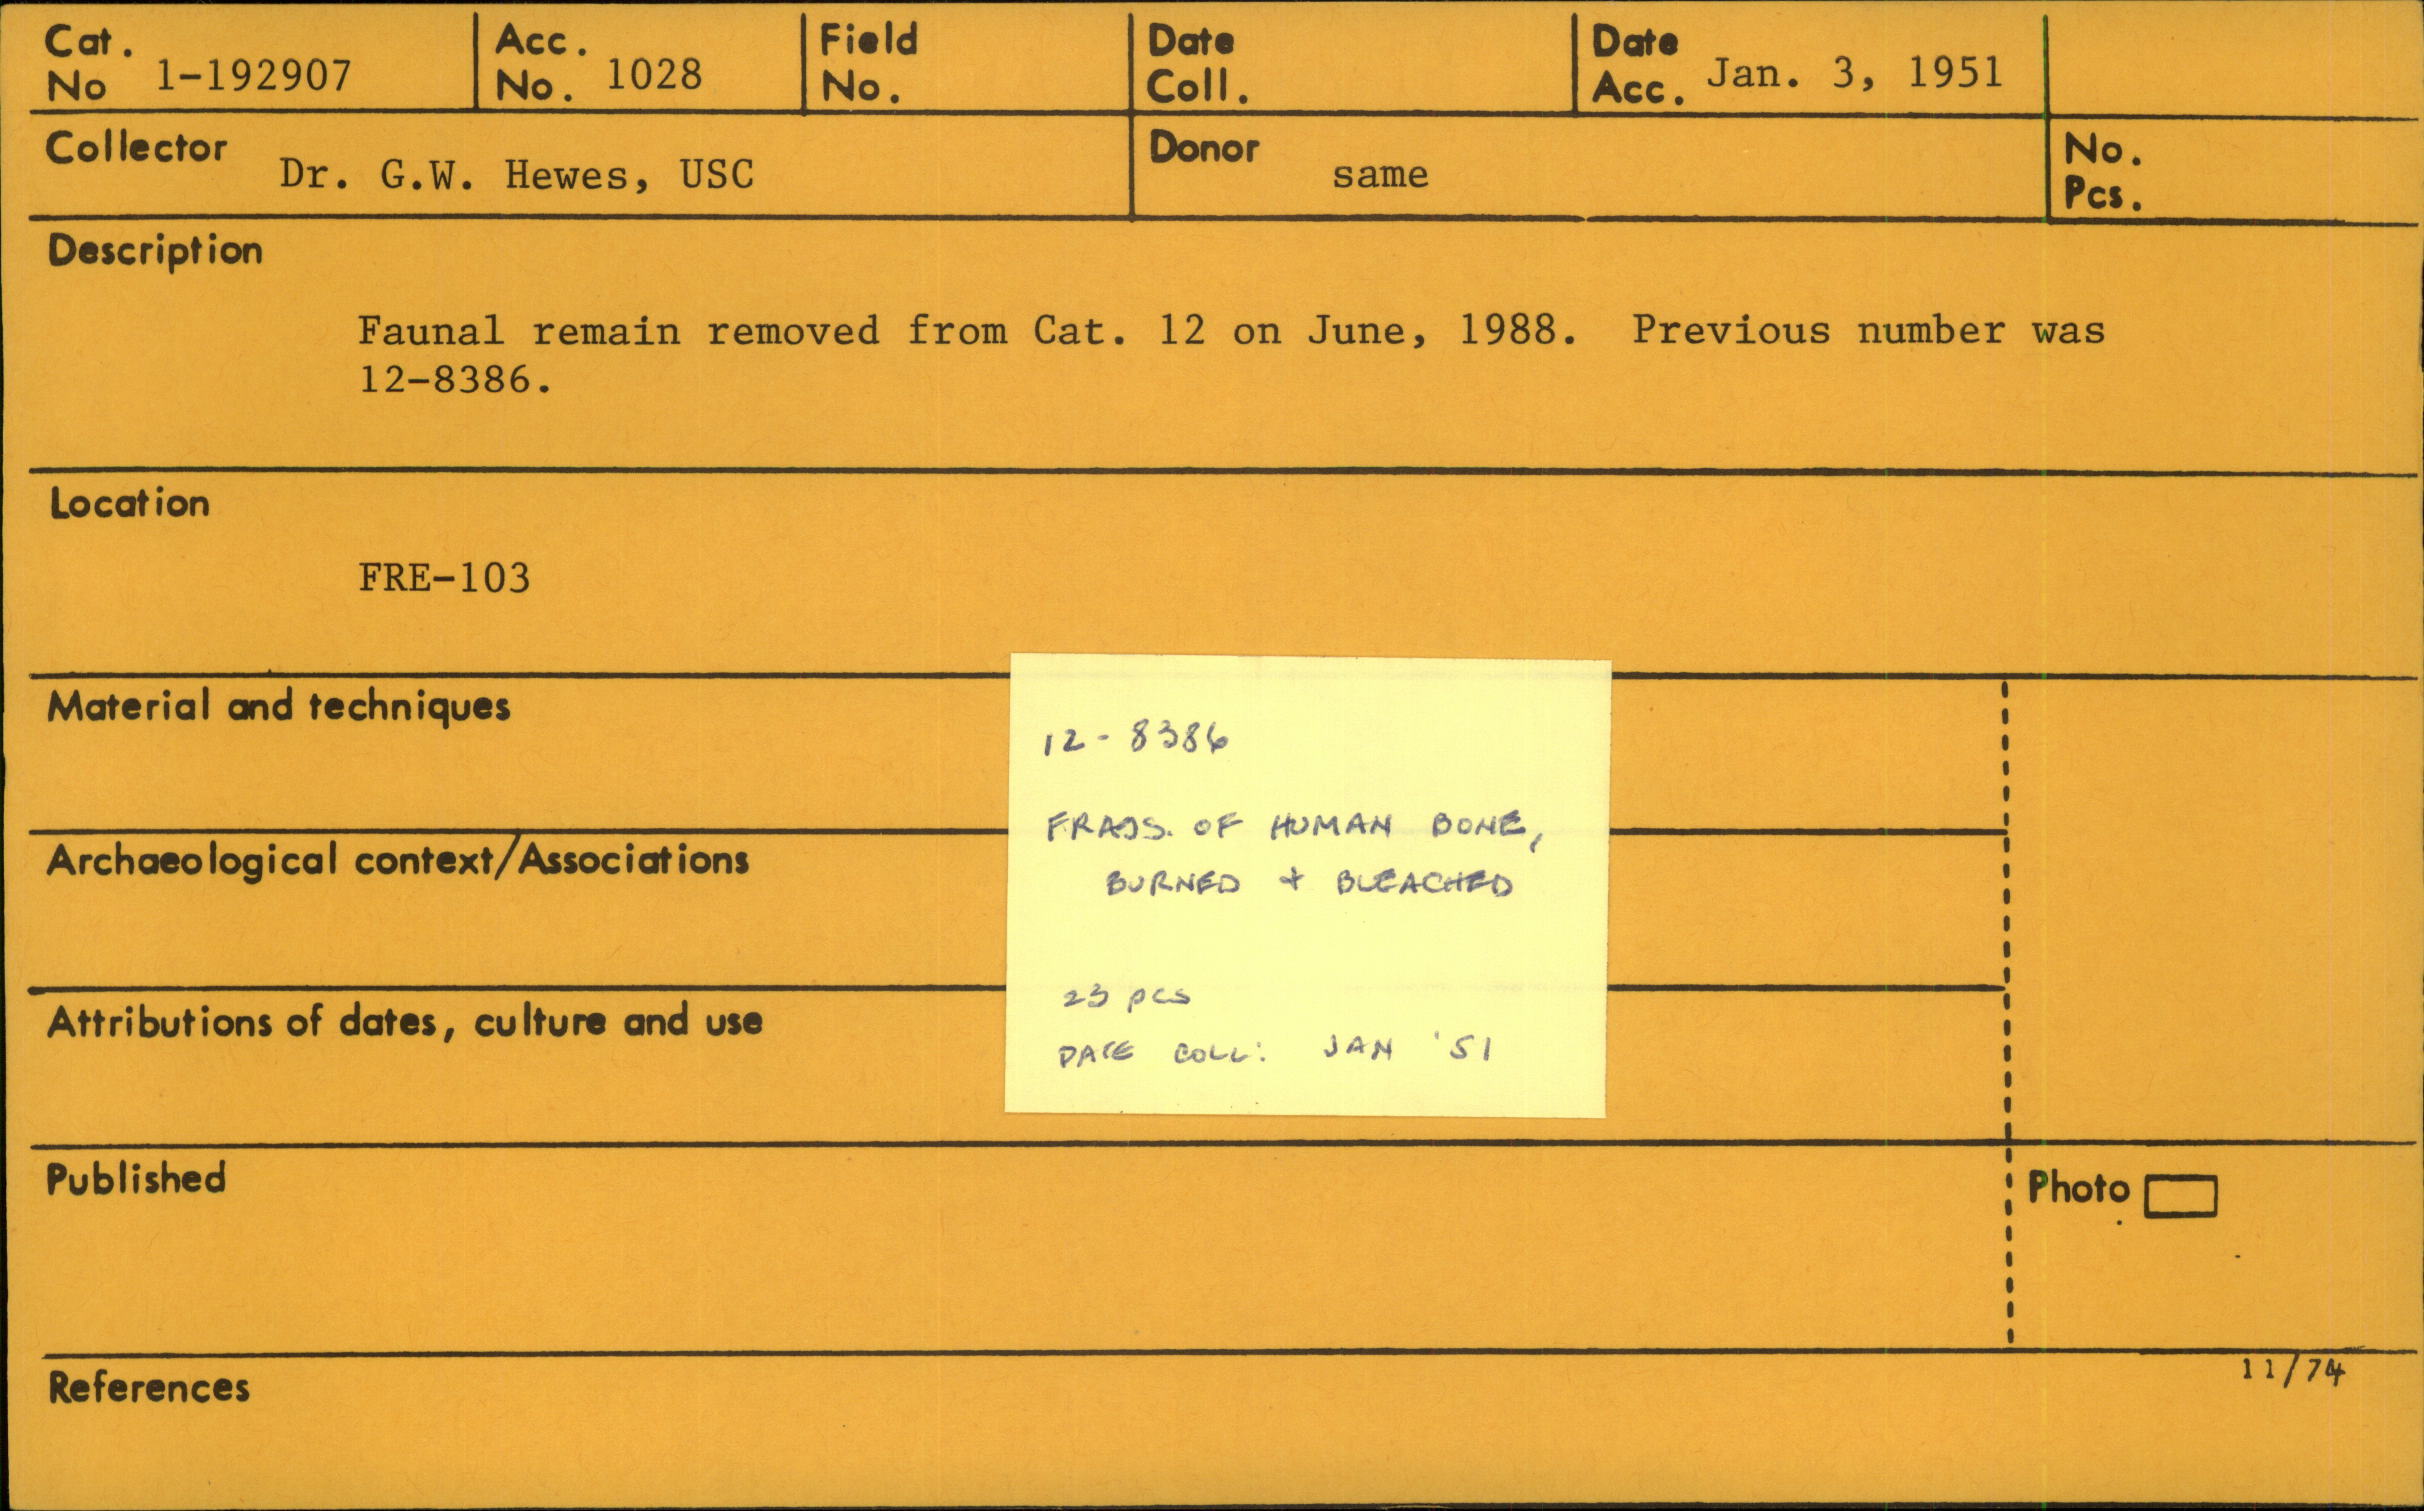 Cat. No 1-192907
Acc. No. 1028
Field No.
Date Coll.
Date Acc. Jan. 3, 1951
Collector Dr. G.W. Hewes, USC
Donor same
No. Pcs.
Description
Faunal remain removed from Cat. 12 on June, 1988. Previous number was
12-8386.
Location
FRE-103
Material and techniques
12-8386
FRAGS. OF HUMAN BONE,
BURNED + BLEACHED
23 pcs
DATE COLL: JAN '51
Archaeological context/Associations
Attributions of dates, culture and use
Published
Photo
References
11/74